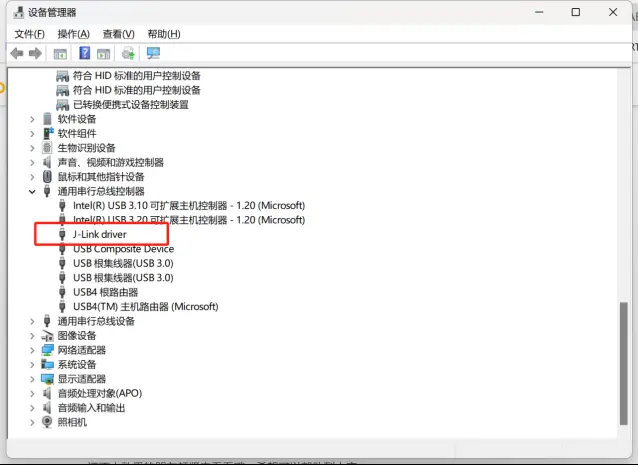 设备管理器
文件(F) 操作(A) 查看(V) 帮助(H)
符合 HID 标准的用户控制设备
符合 HID 标准的用户控制设备
已转换便携式设备控制装置
软件设备
软件组件
生物识别设备
声音、视频和游戏控制器
鼠标和其他指针设备
通用串行总线控制器
Intel(R) USB 3.10 可扩展主机控制器 - 1.20 (Microsoft)
Intel(R) USB 3.20 可扩展主机控制器 - 1.20 (Microsoft)
J-Link driver
USB Composite Device
USB 根集线器(USB 3.0)
USB 根集线器(USB 3.0)
USB4 根路由器
USB4(TM) 主机路由器 (Microsoft)
通用串行总线设备
图像设备
网络适配器
系统设备
显示适配器
音频处理对象(APO)
音频输入和输出
照相机